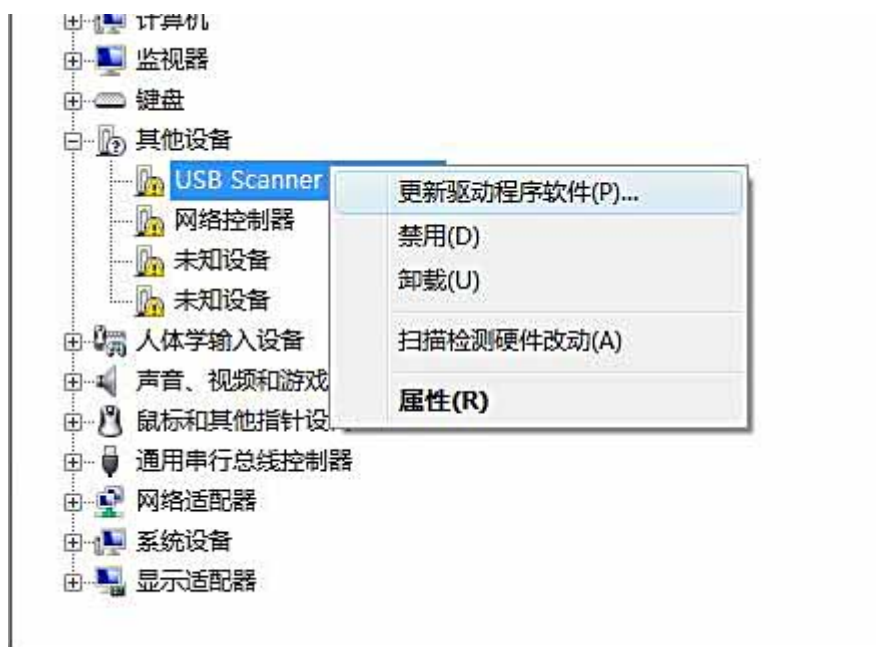 计算机
监视器
键盘
其他设备
USB Scanner
网络控制器
未知设备
未知设备
人体学输入设备
声音、视频和游戏
鼠标和其他指针设
通用串行总线控制器
网络适配器
系统设备
显示适配器
更新驱动程序软件(P)...
禁用(D)
卸载(U)
扫描检测硬件改动(A)
属性(R)